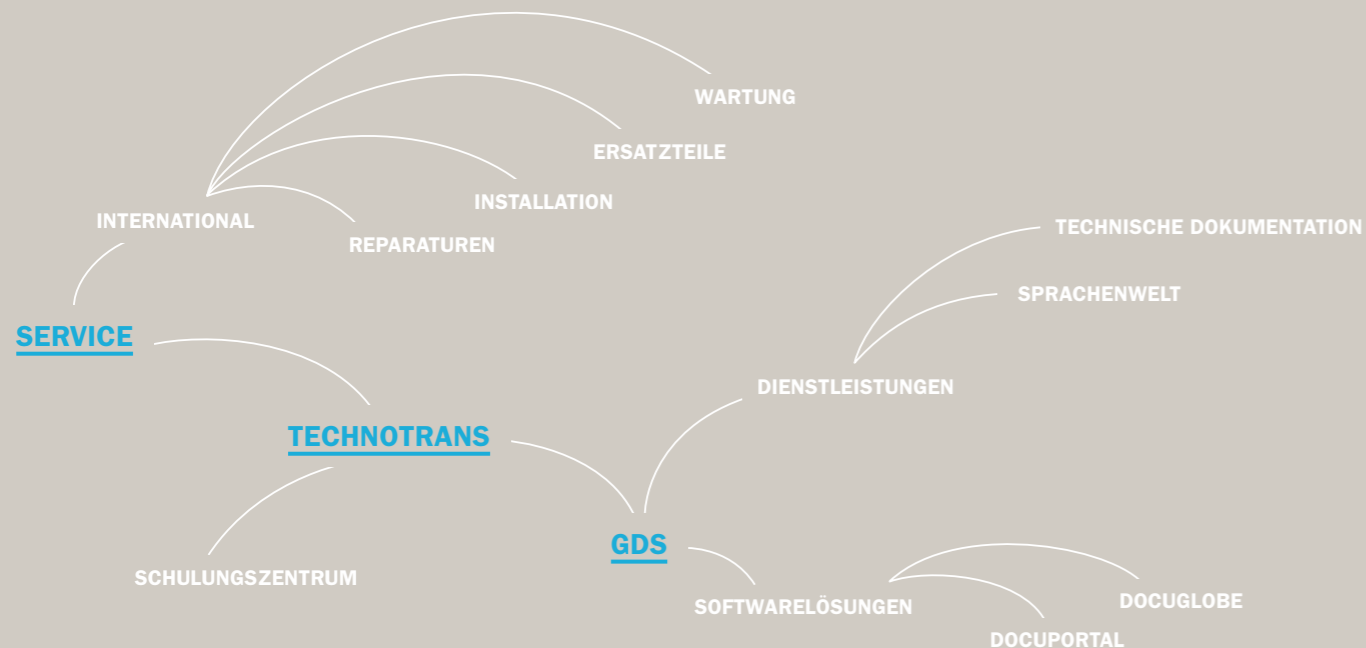 WARTUNG
ERSATZTEILE
INSTALLATION
INTERNATIONAL
REPARATUREN
TECHNISCHE DOKUMENTATION
SPRACHENWELT
SERVICE
DIENSTLEISTUNGEN
TECHNOTRANS
GDS
SCHULUNGSZENTRUM
SOFTWARELÖSUNGEN
DOCUGLOBE
DOCUPORTAL